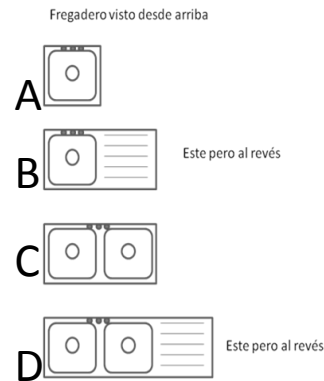 Fregadero visto desde arriba
A
B
Este pero al revés
C
D
Este pero al revés